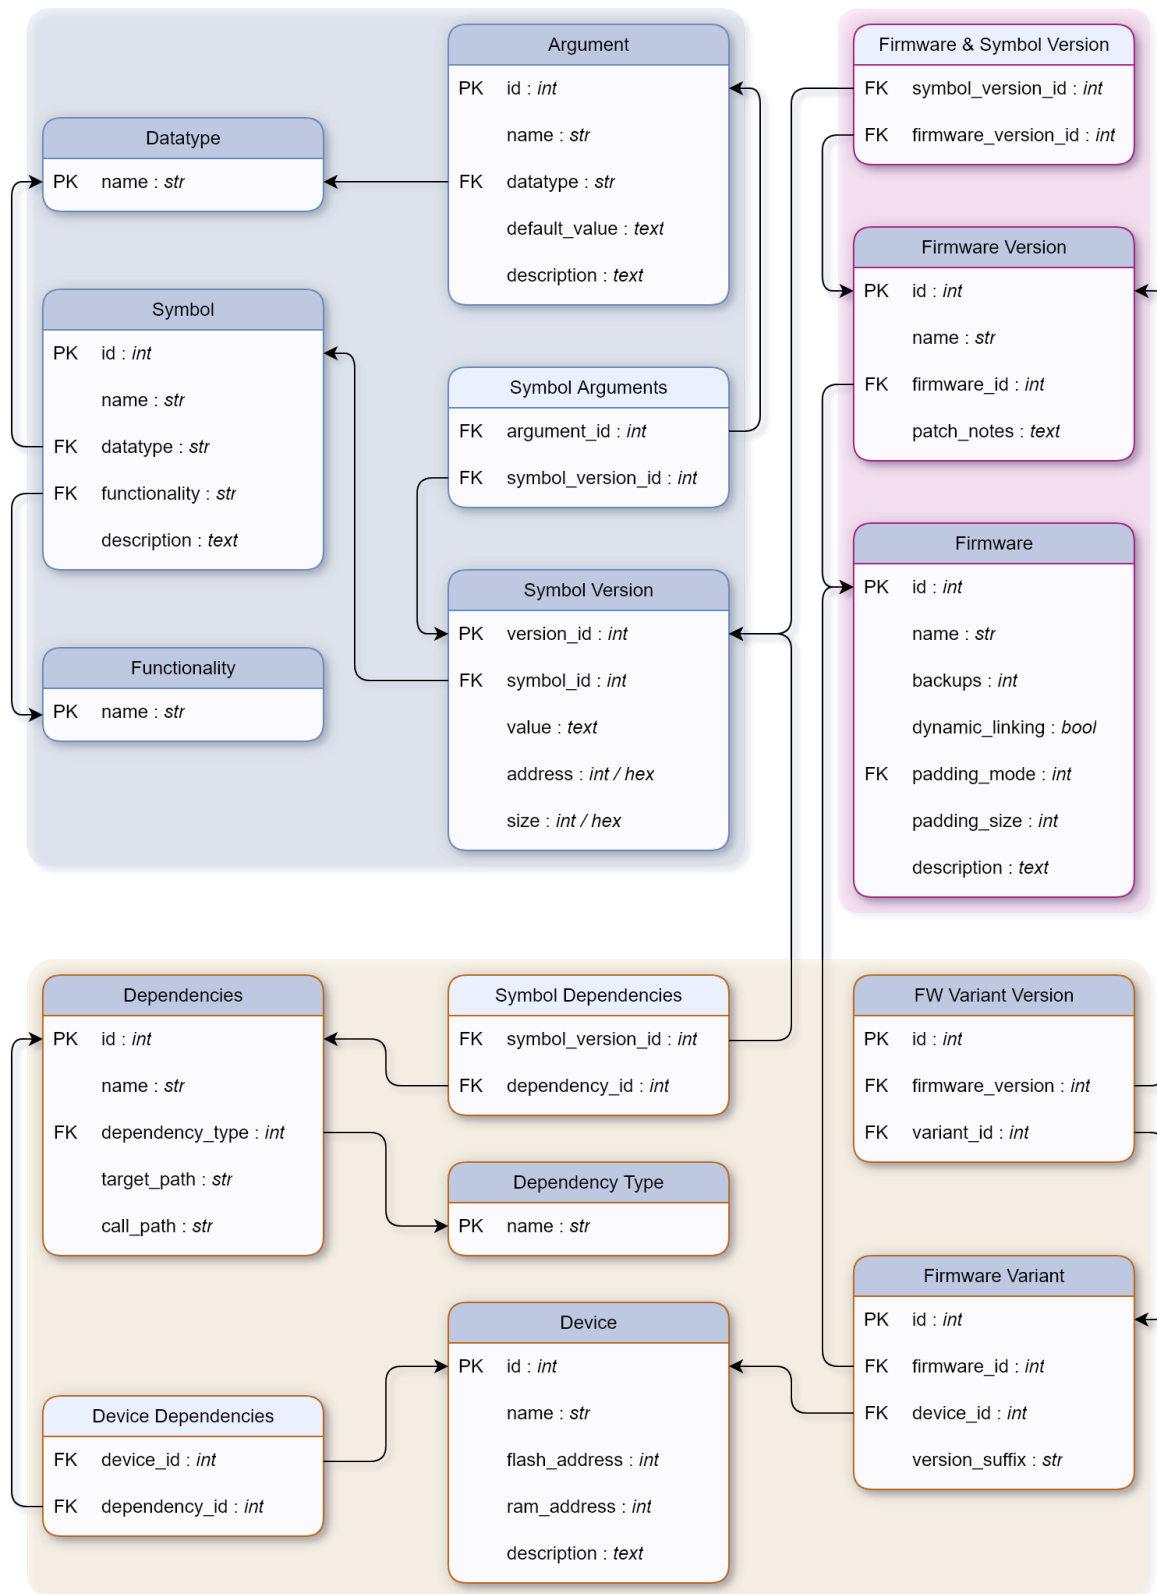 Argument
PK id : int
name : str
FK datatype : str
default_value : text
description : text
Datatype
PK name : str
Symbol
PK id : int
name : str
FK datatype : str
FK functionality : str
description : text
Symbol Arguments
FK argument_id : int
FK symbol_version_id : int
Symbol Version
PK version_id : int
FK symbol_id : int
value : text
address : int / hex
size : int / hex
Functionality
PK name : str
Firmware & Symbol Version
FK symbol_version_id : int
FK firmware_version_id : int
Firmware Version
PK id : int
name : str
FK firmware_id : int
patch_notes : text
Firmware
PK id : int
name : str
backups : int
dynamic_linking : bool
FK padding_mode : int
padding_size : int
description : text
Dependencies
PK id : int
name : str
FK dependency_type : int
target_path : str
call_path : str
Symbol Dependencies
FK symbol_version_id : int
FK dependency_id : int
Dependency Type
PK name : str
FW Variant Version
PK id : int
FK firmware_version : int
FK variant_id : int
Firmware Variant
PK id : int
FK firmware_id : int
FK device_id : int
version_suffix : str
Device
PK id : int
name : str
flash_address : int
ram_address : int
description : text
Device Dependencies
FK device_id : int
FK dependency_id : int